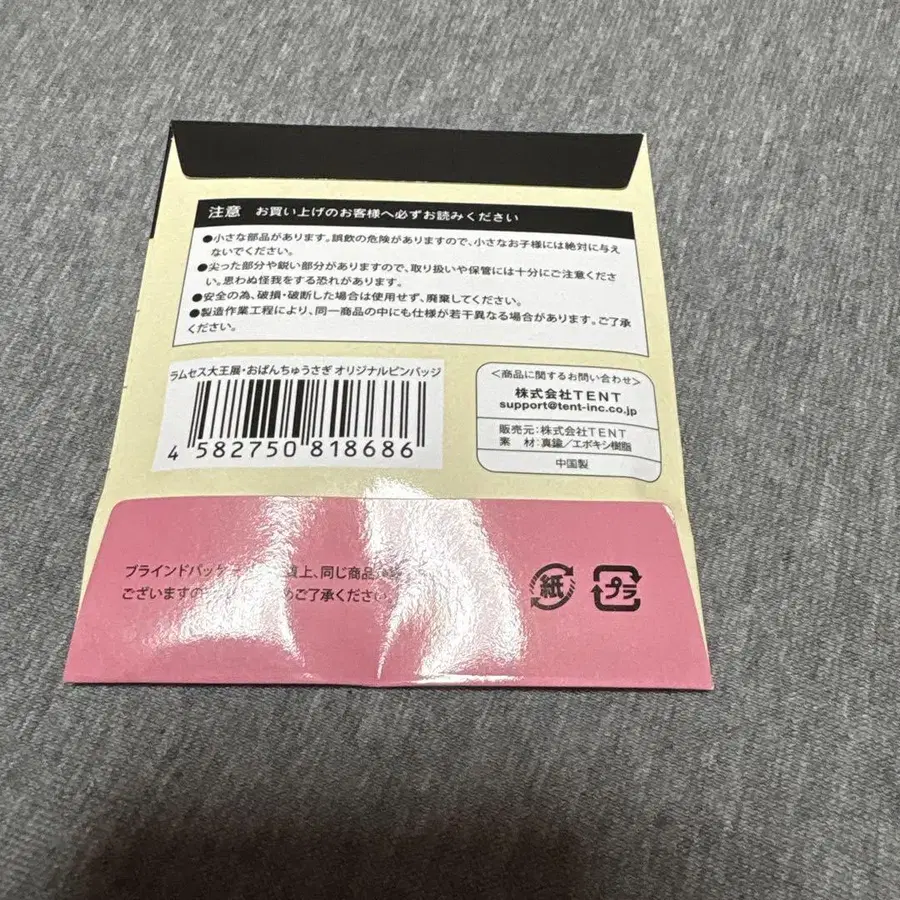 注意 お買い上げのお客様へ必ずお読みください
●小さな部品があります。誤飲の危険がありますので、小さなお子様には絶対に与え
ないでください。
●尖った部分や鋭い部分がありますので、取り扱いや保管には十分にご注意くださ
い。思わぬ怪我をする恐れがあります。
●安全の為、破損・破断した場合は使用せず、廃棄してください。
●製造作業工程により、同一商品の中にも仕様が若干異なる場合があります。ご了承
ください。
ラムセス大王展・おぱんちゅうさぎ オリジナルピンバッジ
4 582750 818686
＜商品に関するお問い合わせ＞
株式会社TENT
support@tent-inc.co.jp
販売元：株式会社TENT
素 材：真鍮／エポキシ樹脂
中国製
ブラインドパッケ 上、同じ商品
ございますの めご了承ください
紙 プラ